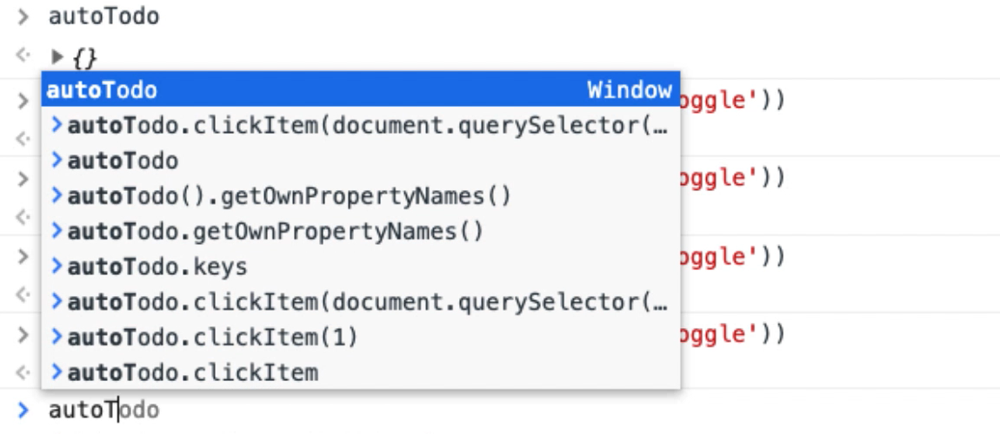 > autoTodo
<· ▶ {}
autoTodo Window
> oggle'))
>autoTodo.clickItem(document.querySelector(…
>autoTodo
> oggle'))
>autoTodo().getOwnPropertyNames()
>autoTodo.getOwnPropertyNames()
> oggle'))
>autoTodo.keys
>autoTodo.clickItem(document.querySelector(…
> oggle'))
>autoTodo.clickItem(1)
>autoTodo.clickItem
> autoTodo